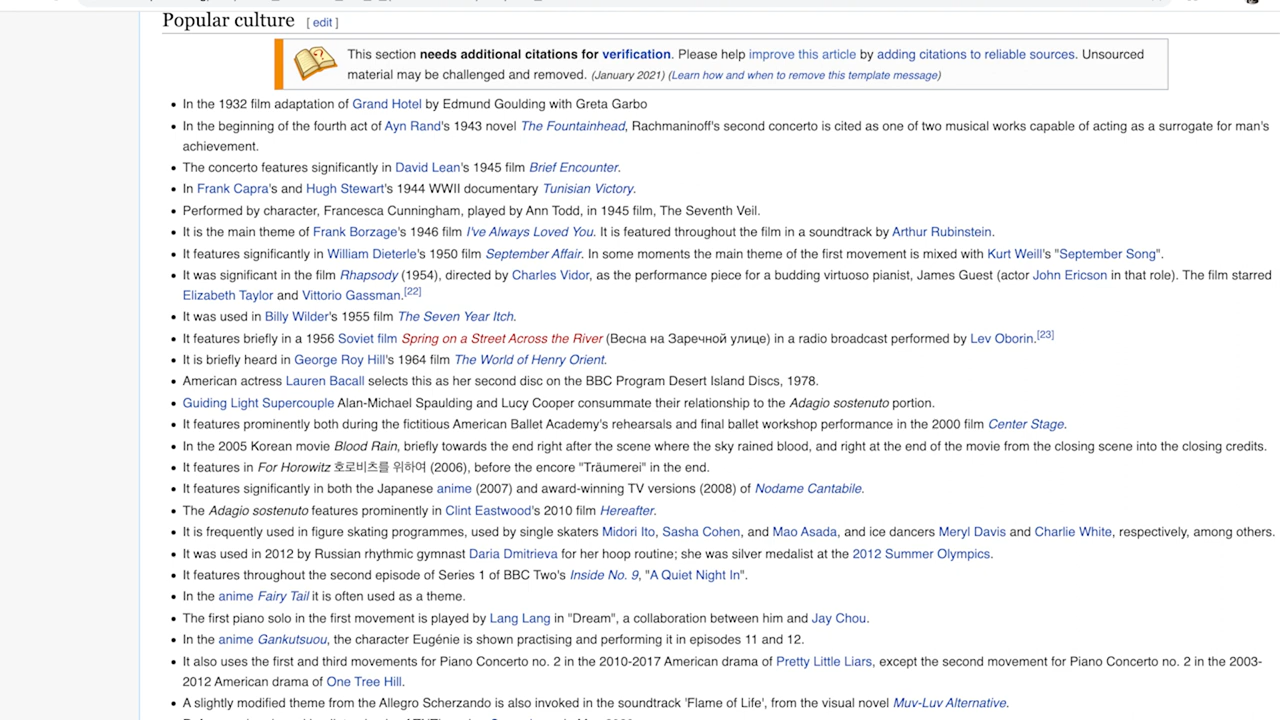 Popular culture [ edit ]
This section needs additional citations for verification. Please help improve this article by adding citations to reliable sources. Unsourced
material may be challenged and removed. (January 2021) (Learn how and when to remove this template message)
• In the 1932 film adaptation of Grand Hotel by Edmund Goulding with Greta Garbo
• In the beginning of the fourth act of Ayn Rand's 1943 novel The Fountainhead, Rachmaninoff's second concerto is cited as one of two musical works capable of acting as a surrogate for man's
achievement.
• The concerto features significantly in David Lean's 1945 film Brief Encounter.
• In Frank Capra's and Hugh Stewart's 1944 WWII documentary Tunisian Victory.
• Performed by character, Francesca Cunningham, played by Ann Todd, in 1945 film, The Seventh Veil.
• It is the main theme of Frank Borzage's 1946 film I've Always Loved You. It is featured throughout the film in a soundtrack by Arthur Rubinstein.
• It features significantly in William Dieterle's 1950 film September Affair. In some moments the main theme of the first movement is mixed with Kurt Weill's "September Song".
• It was significant in the film Rhapsody (1954), directed by Charles Vidor, as the performance piece for a budding virtuoso pianist, James Guest (actor John Ericson in that role). The film starred
Elizabeth Taylor and Vittorio Gassman.[22]
• It was used in Billy Wilder's 1955 film The Seven Year Itch.
• It features briefly in a 1956 Soviet film Spring on a Street Across the River (Весна на Заречной улице) in a radio broadcast performed by Lev Oborin.[23]
• It is briefly heard in George Roy Hill's 1964 film The World of Henry Orient.
• American actress Lauren Bacall selects this as her second disc on the BBC Program Desert Island Discs, 1978.
• Guiding Light Supercouple Alan-Michael Spaulding and Lucy Cooper consummate their relationship to the Adagio sostenuto portion.
• It features prominently both during the fictitious American Ballet Academy's rehearsals and final ballet workshop performance in the 2000 film Center Stage.
• In the 2005 Korean movie Blood Rain, briefly towards the end right after the scene where the sky rained blood, and right at the end of the movie from the closing scene into the closing credits.
• It features in For Horowitz 호로비츠를 위하여 (2006), before the encore "Träumerei" in the end.
• It features significantly in both the Japanese anime (2007) and award-winning TV versions (2008) of Nodame Cantabile.
• The Adagio sostenuto features prominently in Clint Eastwood's 2010 film Hereafter.
• It is frequently used in figure skating programmes, used by single skaters Midori Ito, Sasha Cohen, and Mao Asada, and ice dancers Meryl Davis and Charlie White, respectively, among others.
• It was used in 2012 by Russian rhythmic gymnast Daria Dmitrieva for her hoop routine; she was silver medalist at the 2012 Summer Olympics.
• It features throughout the second episode of Series 1 of BBC Two's Inside No. 9, "A Quiet Night In".
• In the anime Fairy Tail it is often used as a theme.
• The first piano solo in the first movement is played by Lang Lang in "Dream", a collaboration between him and Jay Chou.
• In the anime Gankutsuou, the character Eugénie is shown practising and performing it in episodes 11 and 12.
• It also uses the first and third movements for Piano Concerto no. 2 in the 2010-2017 American drama of Pretty Little Liars, except the second movement for Piano Concerto no. 2 in the 2003-
2012 American drama of One Tree Hill.
• A slightly modified theme from the Allegro Scherzando is also invoked in the soundtrack 'Flame of Life', from the visual novel Muv-Luv Alternative.